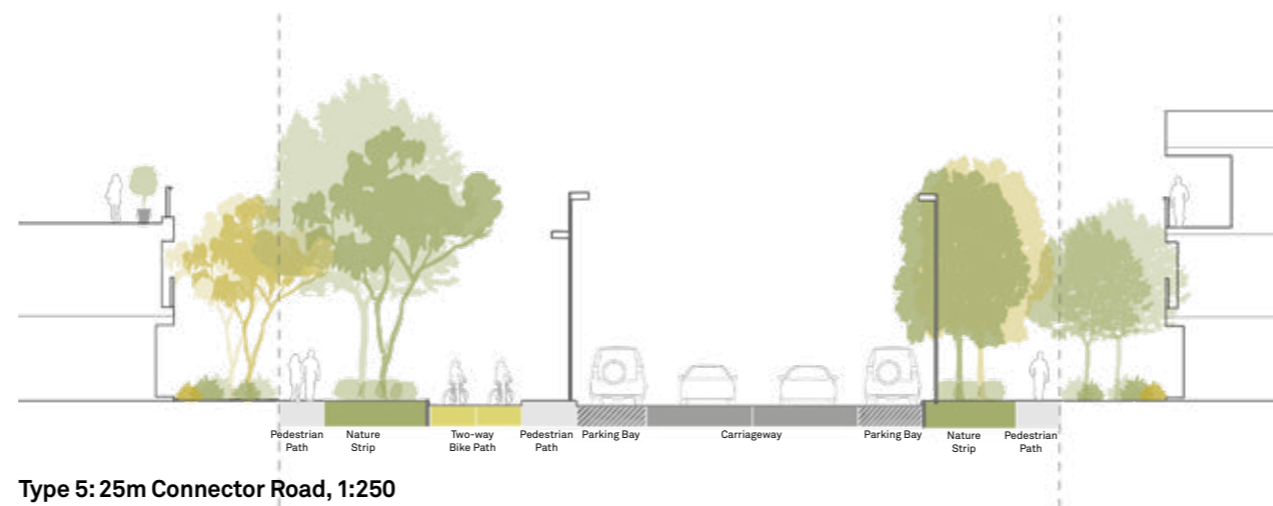 Pedestrian Path
Nature Strip
Two-way Bike Path
Pedestrian Path
Parking Bay
Carriageway
Parking Bay
Nature Strip
Pedestrian Path
Type 5: 25m Connector Road, 1:250